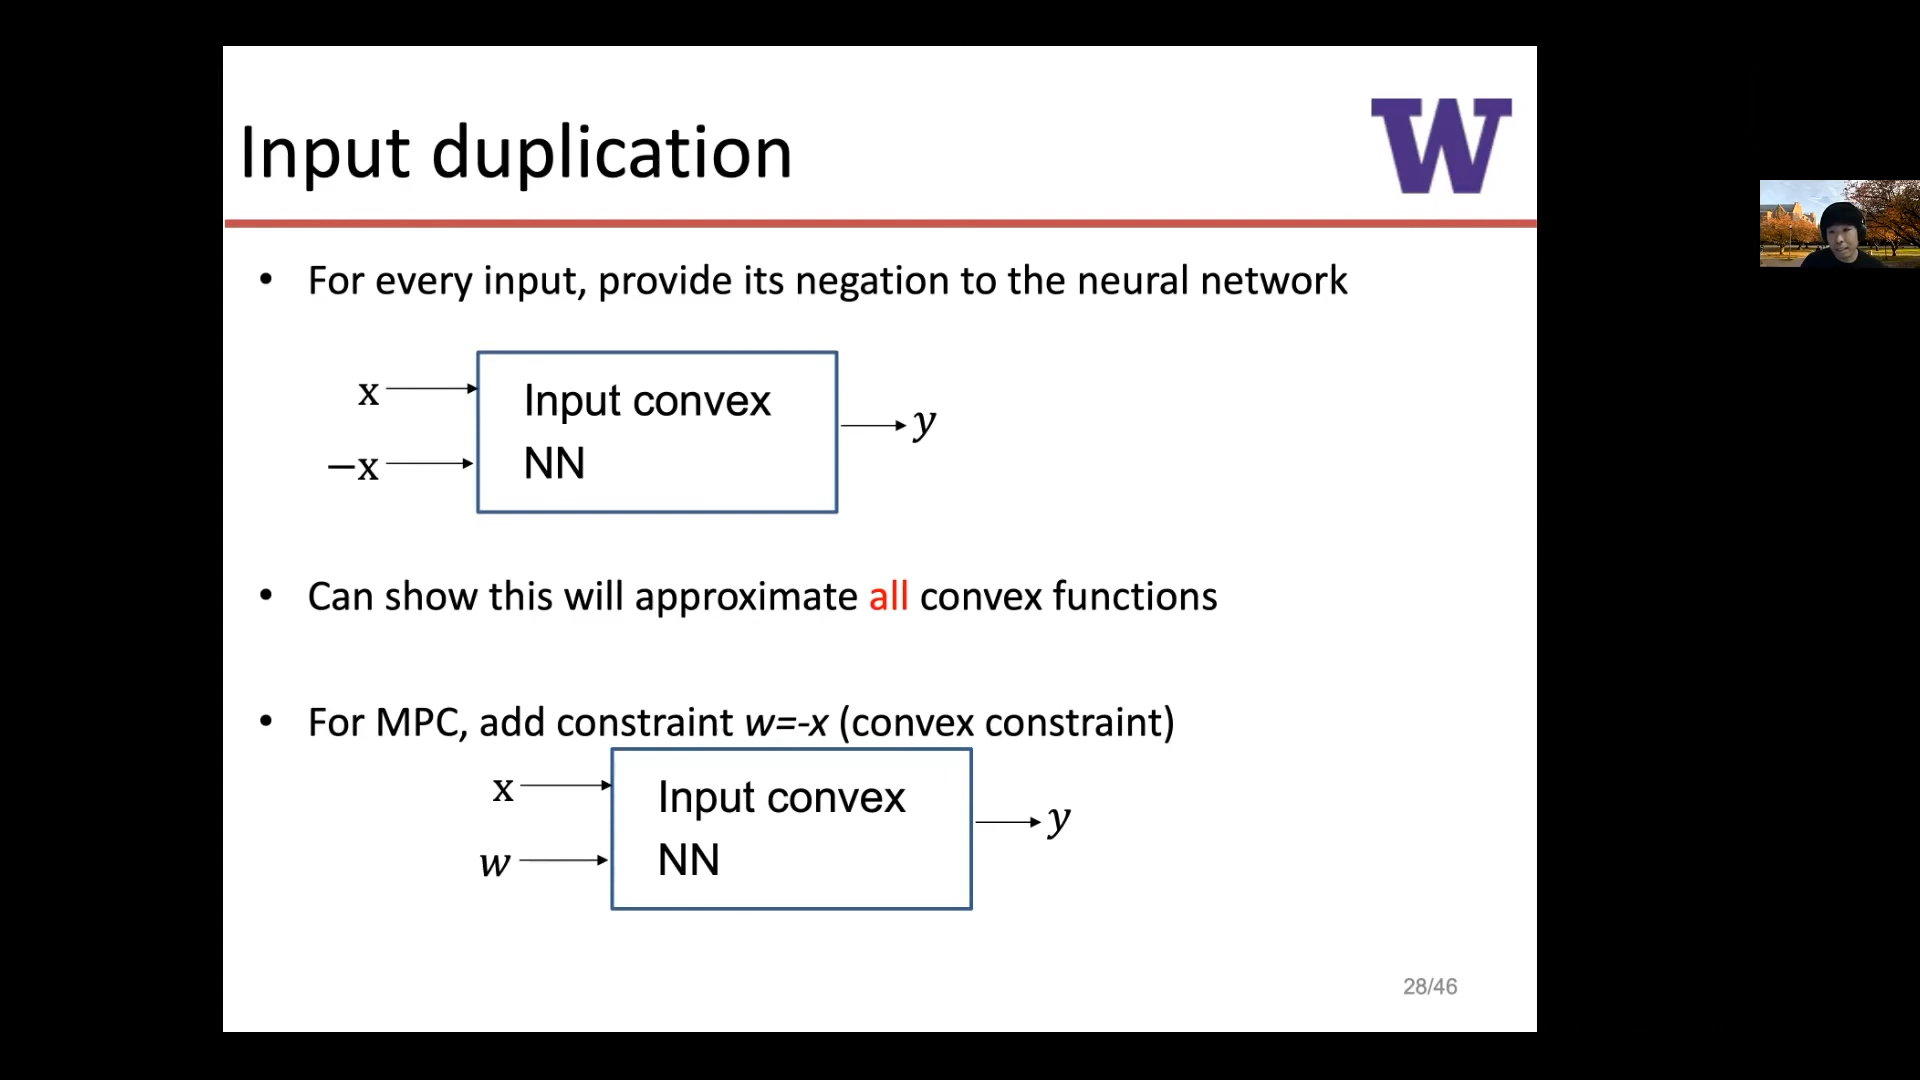 W
Input duplication
• For every input, provide its negation to the neural network
x
−x
Input convex
NN
y
• Can show this will approximate all convex functions
• For MPC, add constraint w=-x (convex constraint)
x
w
Input convex
NN
y
28/46